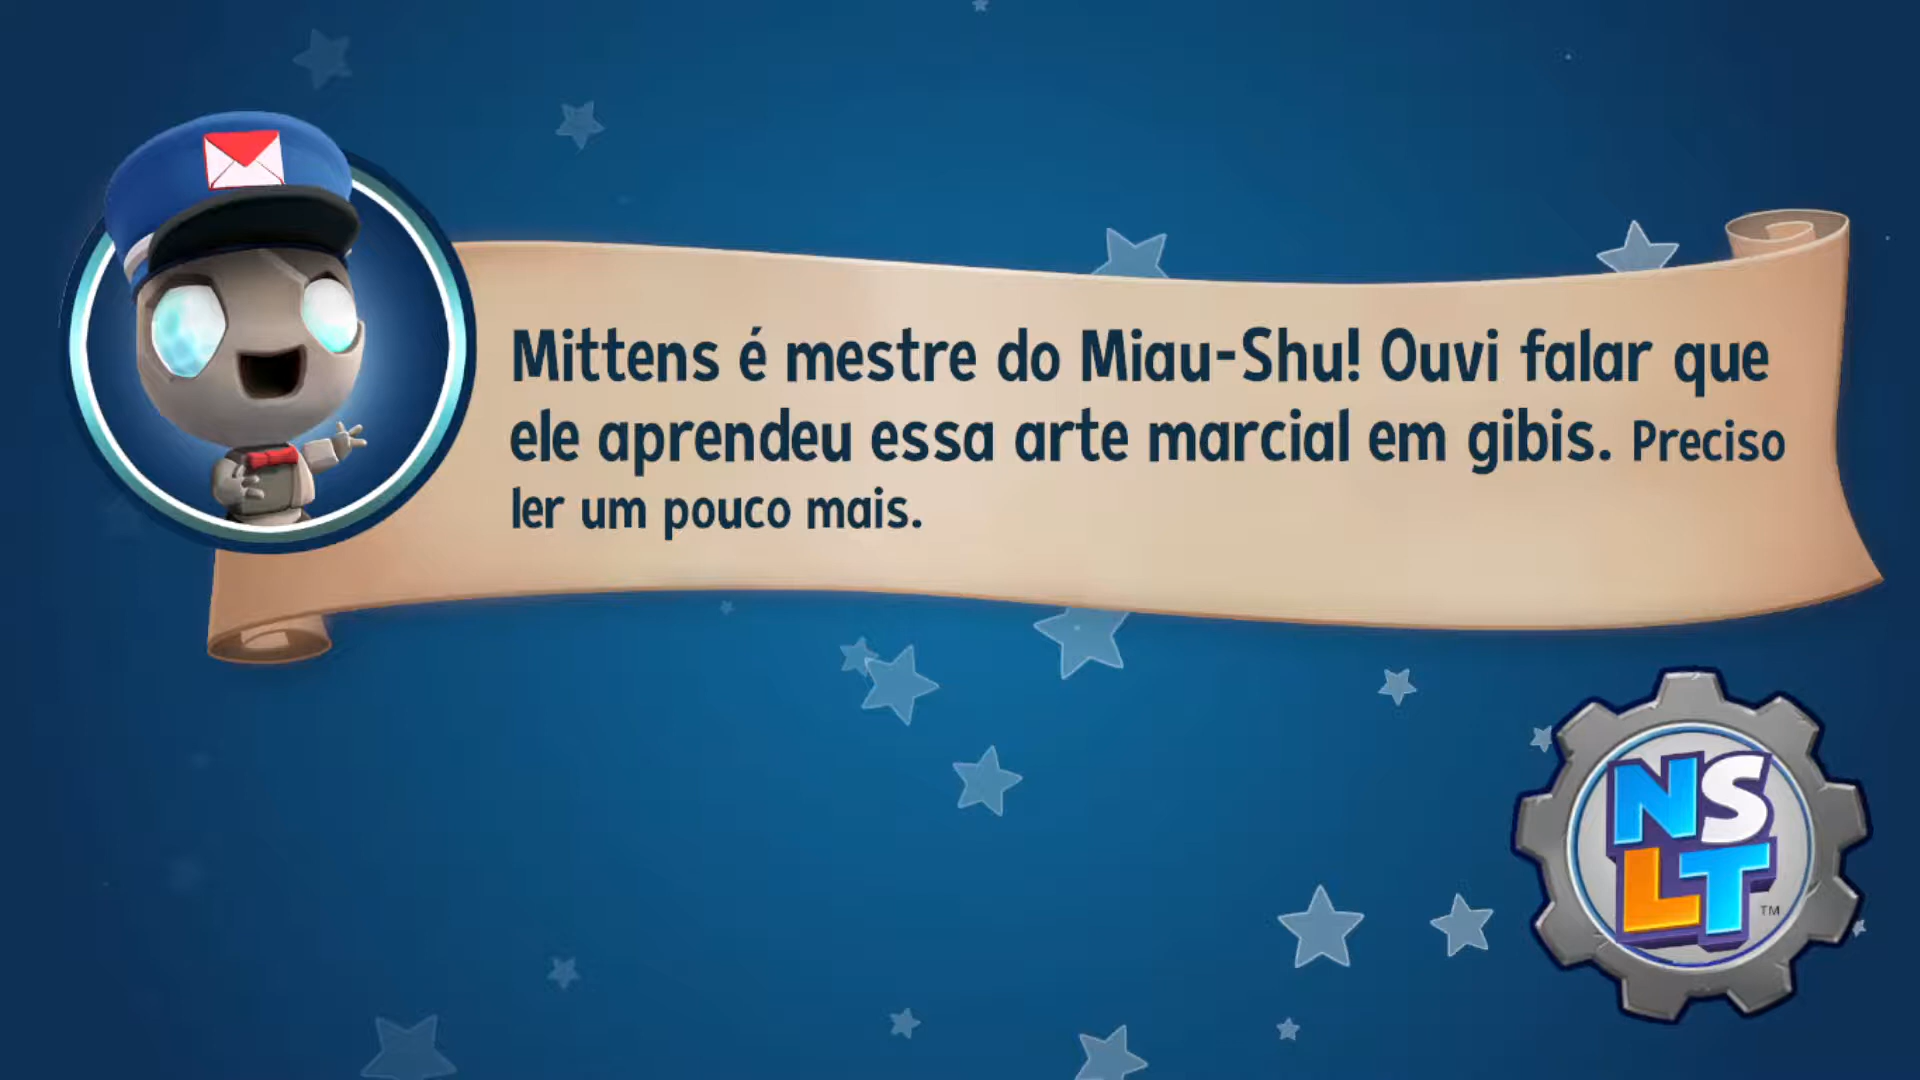 Mittens é mestre do Miau-Shu! Ouvi falar que
ele aprendeu essa arte marcial em gibis. Preciso
ler um pouco mais.
NS
LT
TM